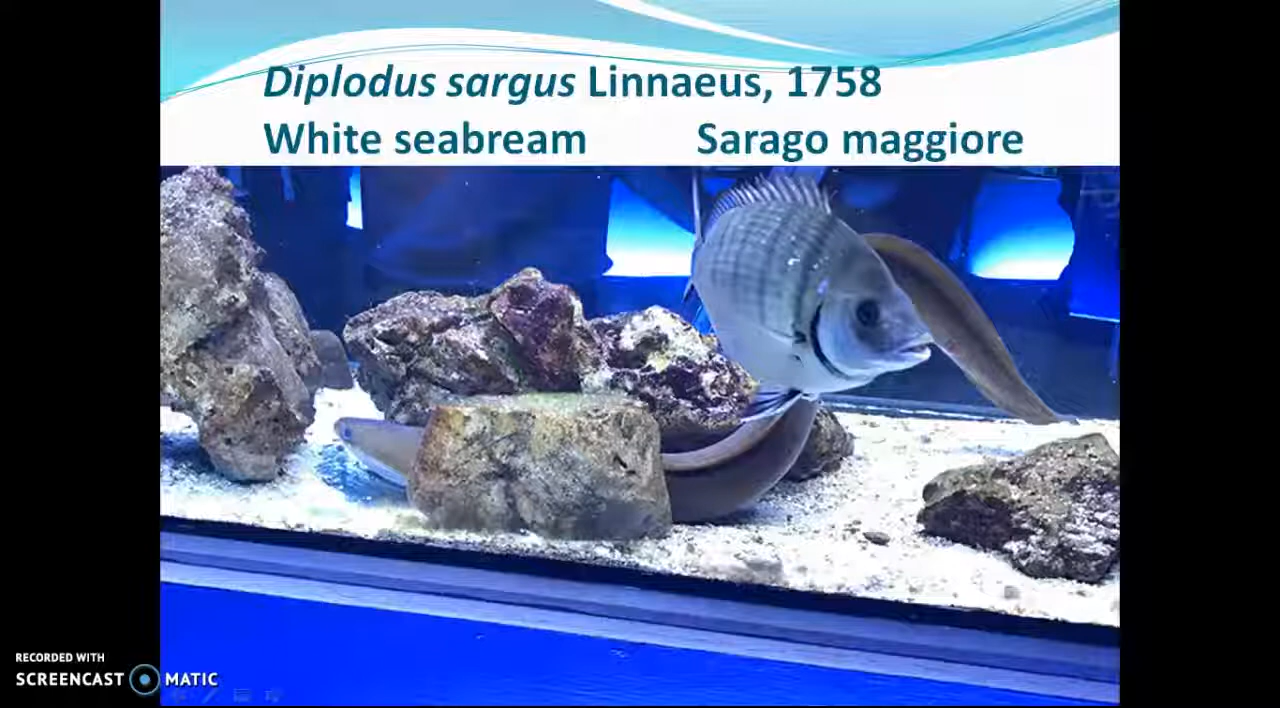 Diplodus sargus Linnaeus, 1758
White seabream Sarago maggiore
RECORDED WITH
SCREENCAST MATIC